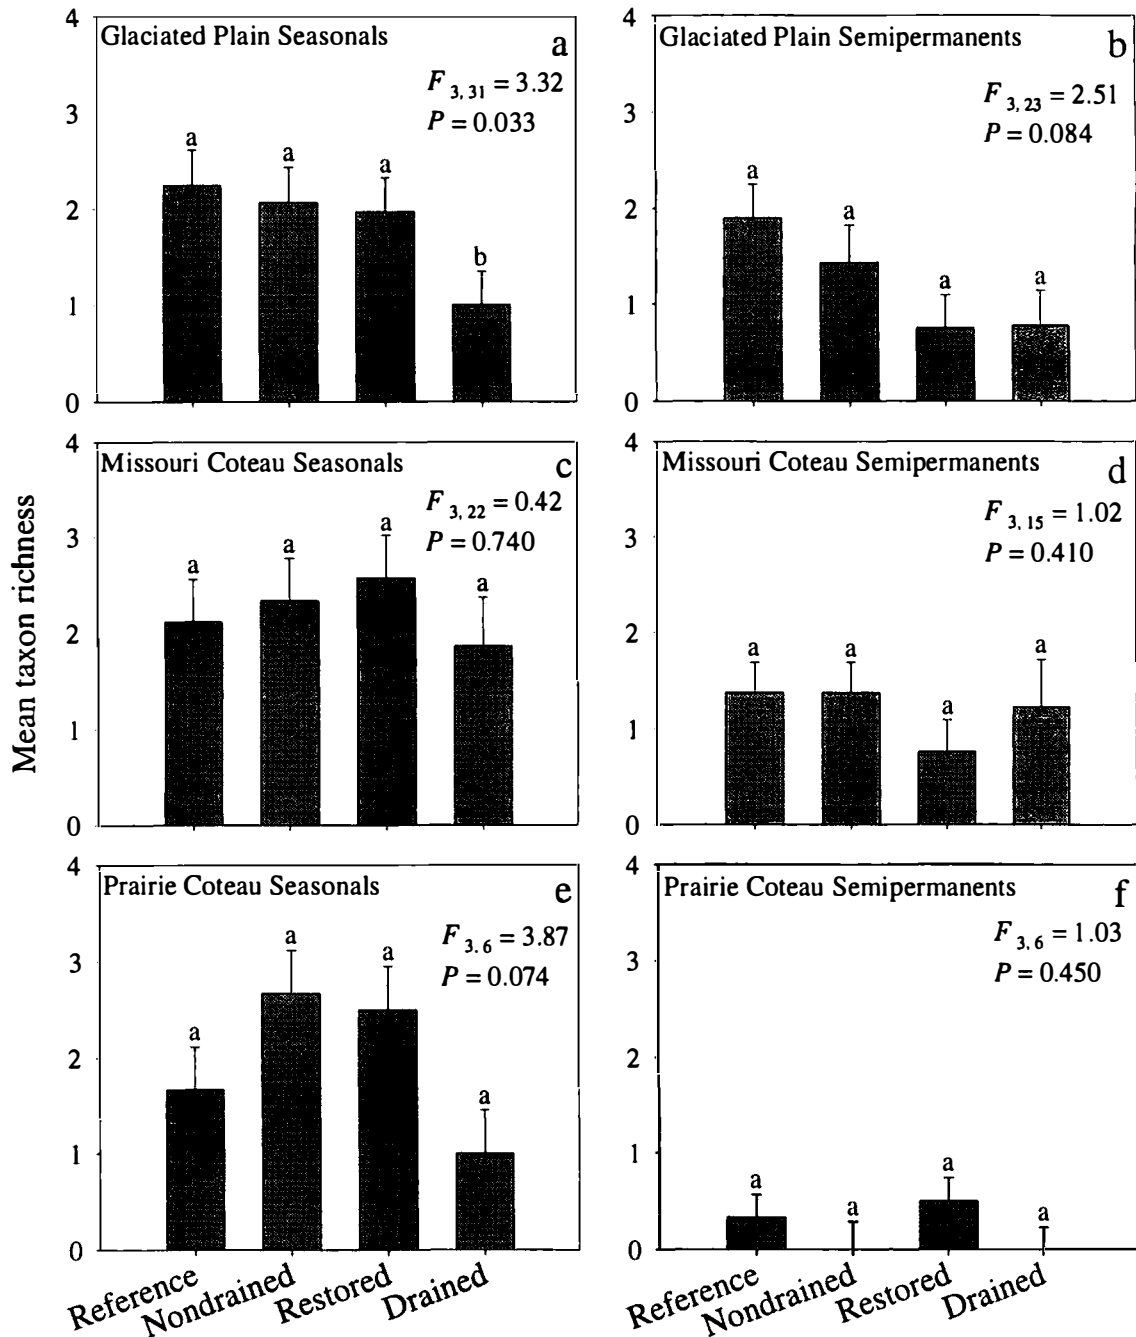 Mean taxon richness
Glaciated Plain Seasonals a
F 3, 31 = 3.32
P = 0.033
4
3
2
1
0
a
a
a
b
Glaciated Plain Semipermanents b
F 3, 23 = 2.51
P = 0.084
4
3
2
1
0
a
a
a
a
Missouri Coteau Seasonals c
F 3, 22 = 0.42
P = 0.740
4
3
2
1
0
a
a
a
a
Missouri Coteau Semipermanents d
F 3, 15 = 1.02
P = 0.410
4
3
2
1
0
a
a
a
a
Prairie Coteau Seasonals e
F 3, 6 = 3.87
P = 0.074
4
3
2
1
0
a
a
a
a
Reference
Nondrained
Restored
Drained
Prairie Coteau Semipermanents f
F 3, 6 = 1.03
P = 0.450
4
3
2
1
0
a
a
a
a
Reference
Nondrained
Restored
Drained